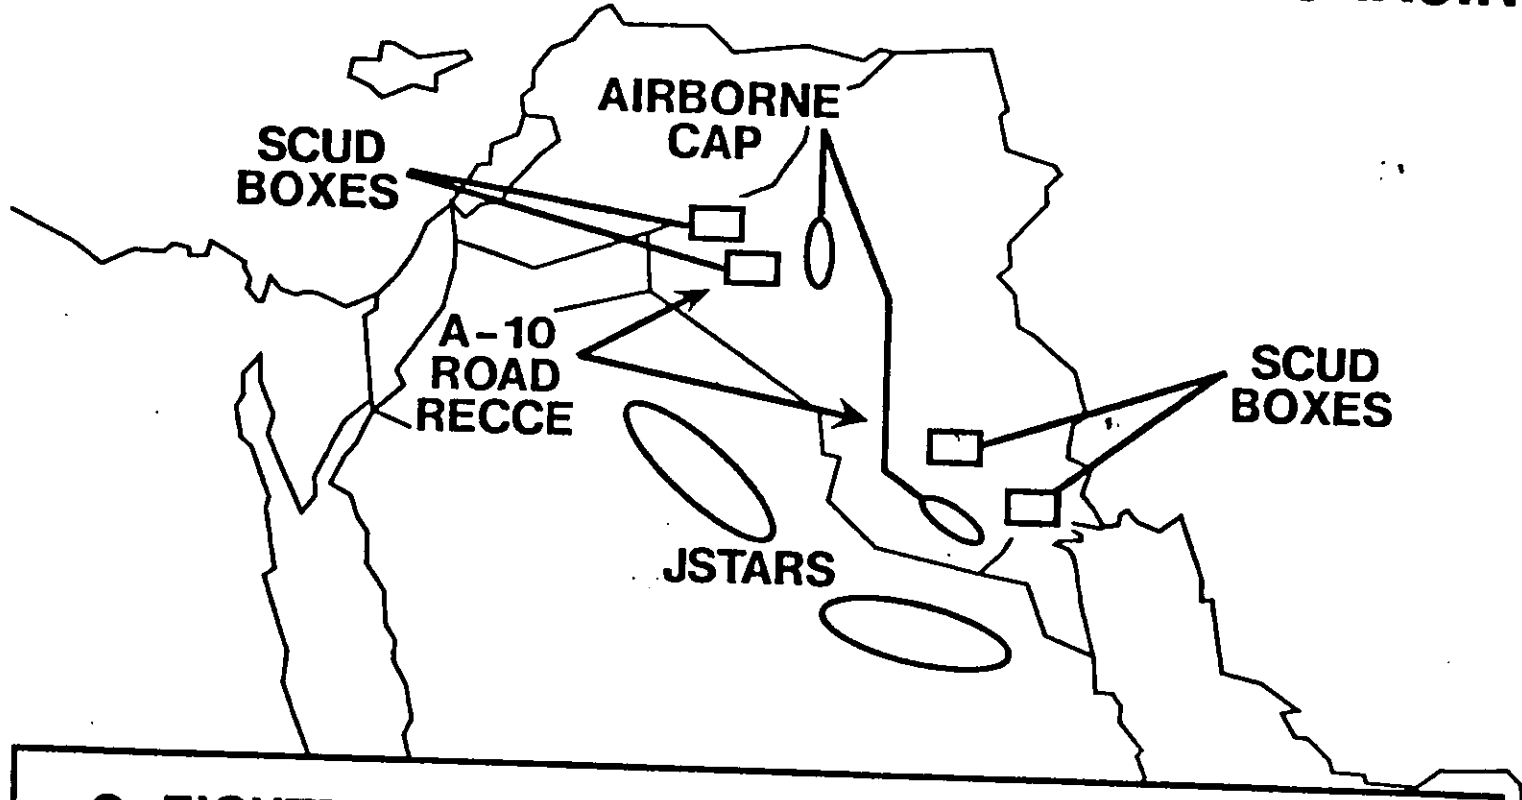 AIRBORNE
CAP
SCUD
BOXES
A-10
ROAD
RECCE
SCUD
BOXES
JSTARS